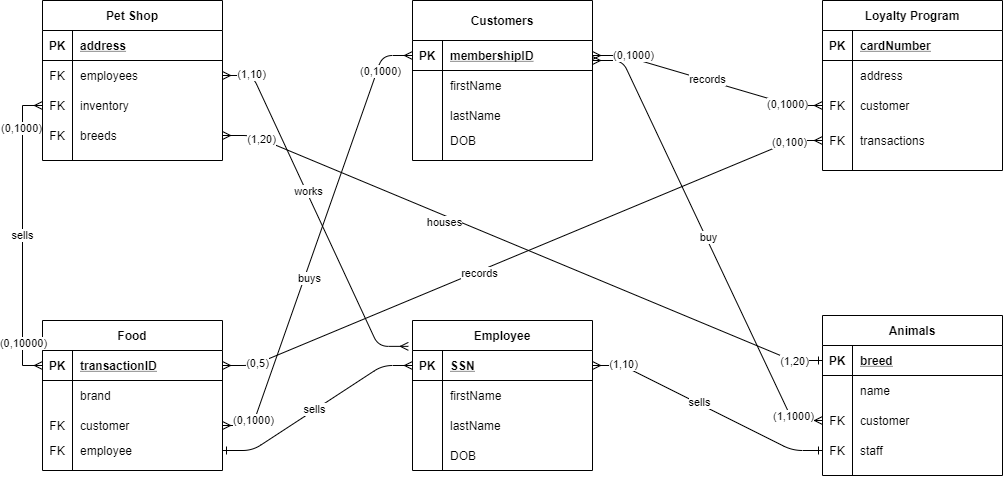 Pet Shop
PK address
FK employees
FK inventory
FK breeds
Customers
PK membershipID
firstName
lastName
DOB
Loyalty Program
PK cardNumber
address
FK customer
FK transactions
(1,10)
(0,1000)
(0,1000)
records
(0,1000)
(0,1000)
(1,20)
(0,100)
works
houses
sells
buy
records
buys
(0,10000)
(0,5)
(1,20)
(1,10)
sells
sells
(0,1000)
(1,1000)
Food
PK transactionID
brand
FK customer
FK employee
Employee
PK SSN
firstName
lastName
DOB
Animals
PK breed
name
FK customer
FK staff